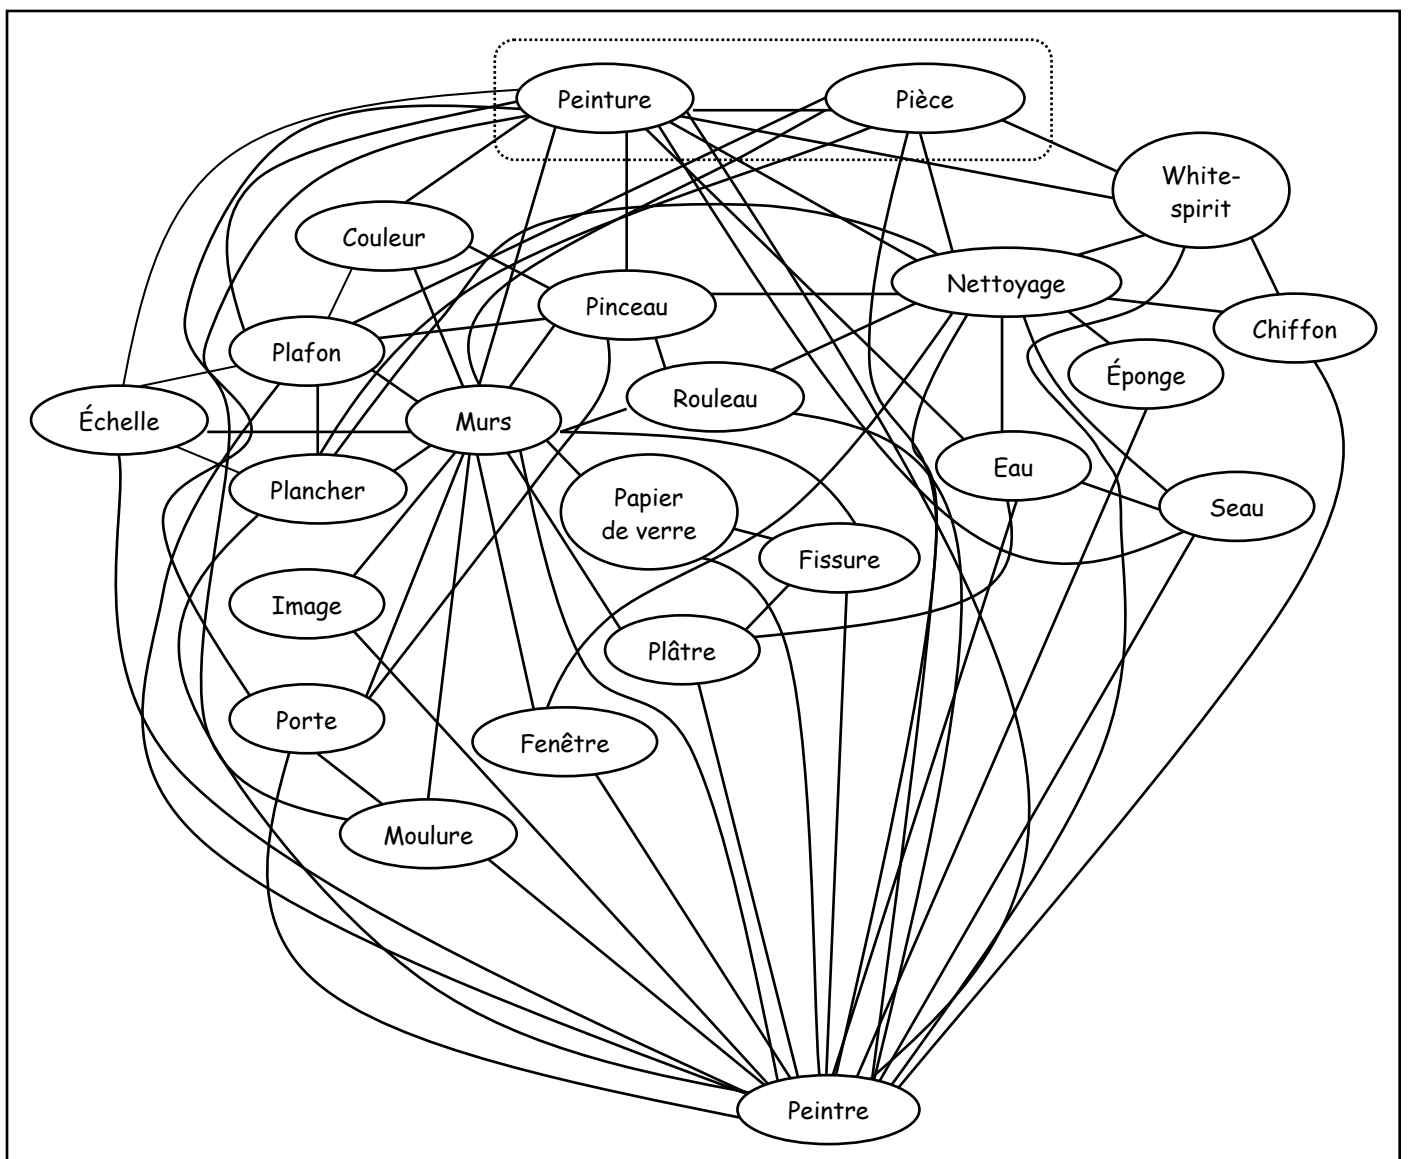 Peinture
Pièce
White-
spirit
Couleur
Nettoyage
Pinceau
Chiffon
Plafon
Éponge
Rouleau
Échelle
Murs
Eau
Plancher
Papier
de verre
Seau
Fissure
Image
Plâtre
Porte
Fenêtre
Moulure
Peintre